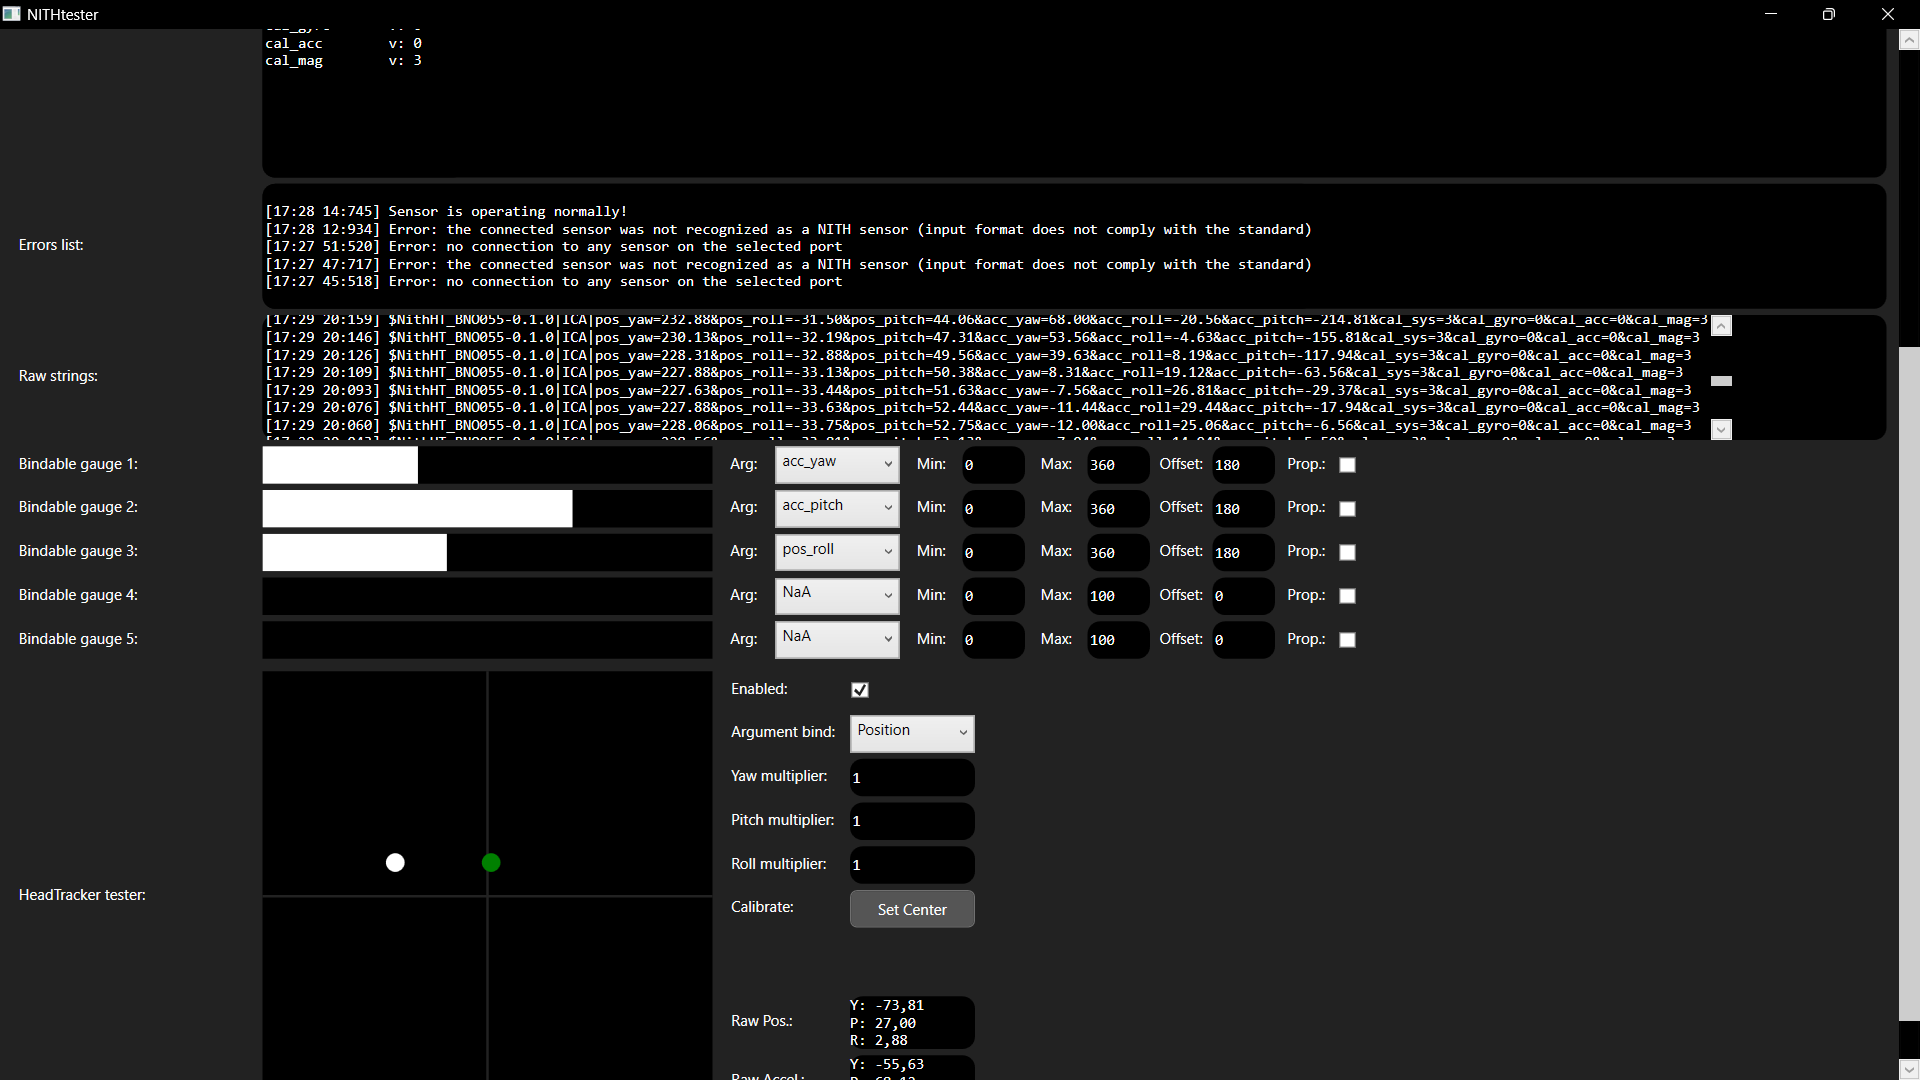 NITHtester
cal_acc v: 0
cal_mag v: 3
Errors list:
[17:28 14:745] Sensor is operating normally!
[17:28 12:934] Error: the connected sensor was not recognized as a NITH sensor (input format does not comply with the standard)
[17:27 51:520] Error: no connection to any sensor on the selected port
[17:27 47:717] Error: the connected sensor was not recognized as a NITH sensor (input format does not comply with the standard)
[17:27 45:518] Error: no connection to any sensor on the selected port
Raw strings:
[17:29 20:159] $NithHT_BNO055-0.1.0|ICA|pos_yaw=232.88&pos_roll=-31.50&pos_pitch=44.06&acc_yaw=68.00&acc_roll=-20.56&acc_pitch=-214.81&cal_sys=3&cal_gyro=0&cal_acc=0&cal_mag=3
[17:29 20:146] $NithHT_BNO055-0.1.0|ICA|pos_yaw=230.13&pos_roll=-32.19&pos_pitch=47.31&acc_yaw=53.56&acc_roll=-4.63&acc_pitch=-155.81&cal_sys=3&cal_gyro=0&cal_acc=0&cal_mag=3
[17:29 20:126] $NithHT_BNO055-0.1.0|ICA|pos_yaw=228.31&pos_roll=-32.88&pos_pitch=49.56&acc_yaw=39.63&acc_roll=8.19&acc_pitch=-117.94&cal_sys=3&cal_gyro=0&cal_acc=0&cal_mag=3
[17:29 20:109] $NithHT_BNO055-0.1.0|ICA|pos_yaw=227.88&pos_roll=-33.13&pos_pitch=50.38&acc_yaw=8.31&acc_roll=19.12&acc_pitch=-63.56&cal_sys=3&cal_gyro=0&cal_acc=0&cal_mag=3
[17:29 20:093] $NithHT_BNO055-0.1.0|ICA|pos_yaw=227.63&pos_roll=-33.44&pos_pitch=51.63&acc_yaw=-7.56&acc_roll=26.81&acc_pitch=-29.37&cal_sys=3&cal_gyro=0&cal_acc=0&cal_mag=3
[17:29 20:076] $NithHT_BNO055-0.1.0|ICA|pos_yaw=227.88&pos_roll=-33.63&pos_pitch=52.44&acc_yaw=-11.44&acc_roll=29.44&acc_pitch=-17.94&cal_sys=3&cal_gyro=0&cal_acc=0&cal_mag=3
[17:29 20:060] $NithHT_BNO055-0.1.0|ICA|pos_yaw=228.06&pos_roll=-33.75&pos_pitch=52.75&acc_yaw=-12.00&acc_roll=25.06&acc_pitch=-6.56&cal_sys=3&cal_gyro=0&cal_acc=0&cal_mag=3
Bindable gauge 1: Arg: acc_yaw Min: 0 Max: 360 Offset: 180 Prop.:
Bindable gauge 2: Arg: acc_pitch Min: 0 Max: 360 Offset: 180 Prop.:
Bindable gauge 3: Arg: pos_roll Min: 0 Max: 360 Offset: 180 Prop.:
Bindable gauge 4: Arg: NaA Min: 0 Max: 100 Offset: 0 Prop.:
Bindable gauge 5: Arg: NaA Min: 0 Max: 100 Offset: 0 Prop.:
HeadTracker tester:
Enabled:
Argument bind: Position
Yaw multiplier: 1
Pitch multiplier: 1
Roll multiplier: 1
Calibrate: Set Center
Raw Pos.:
Y: -73,81
P: 27,00
R: 2,88
Raw Accel.:
Y: -55,63